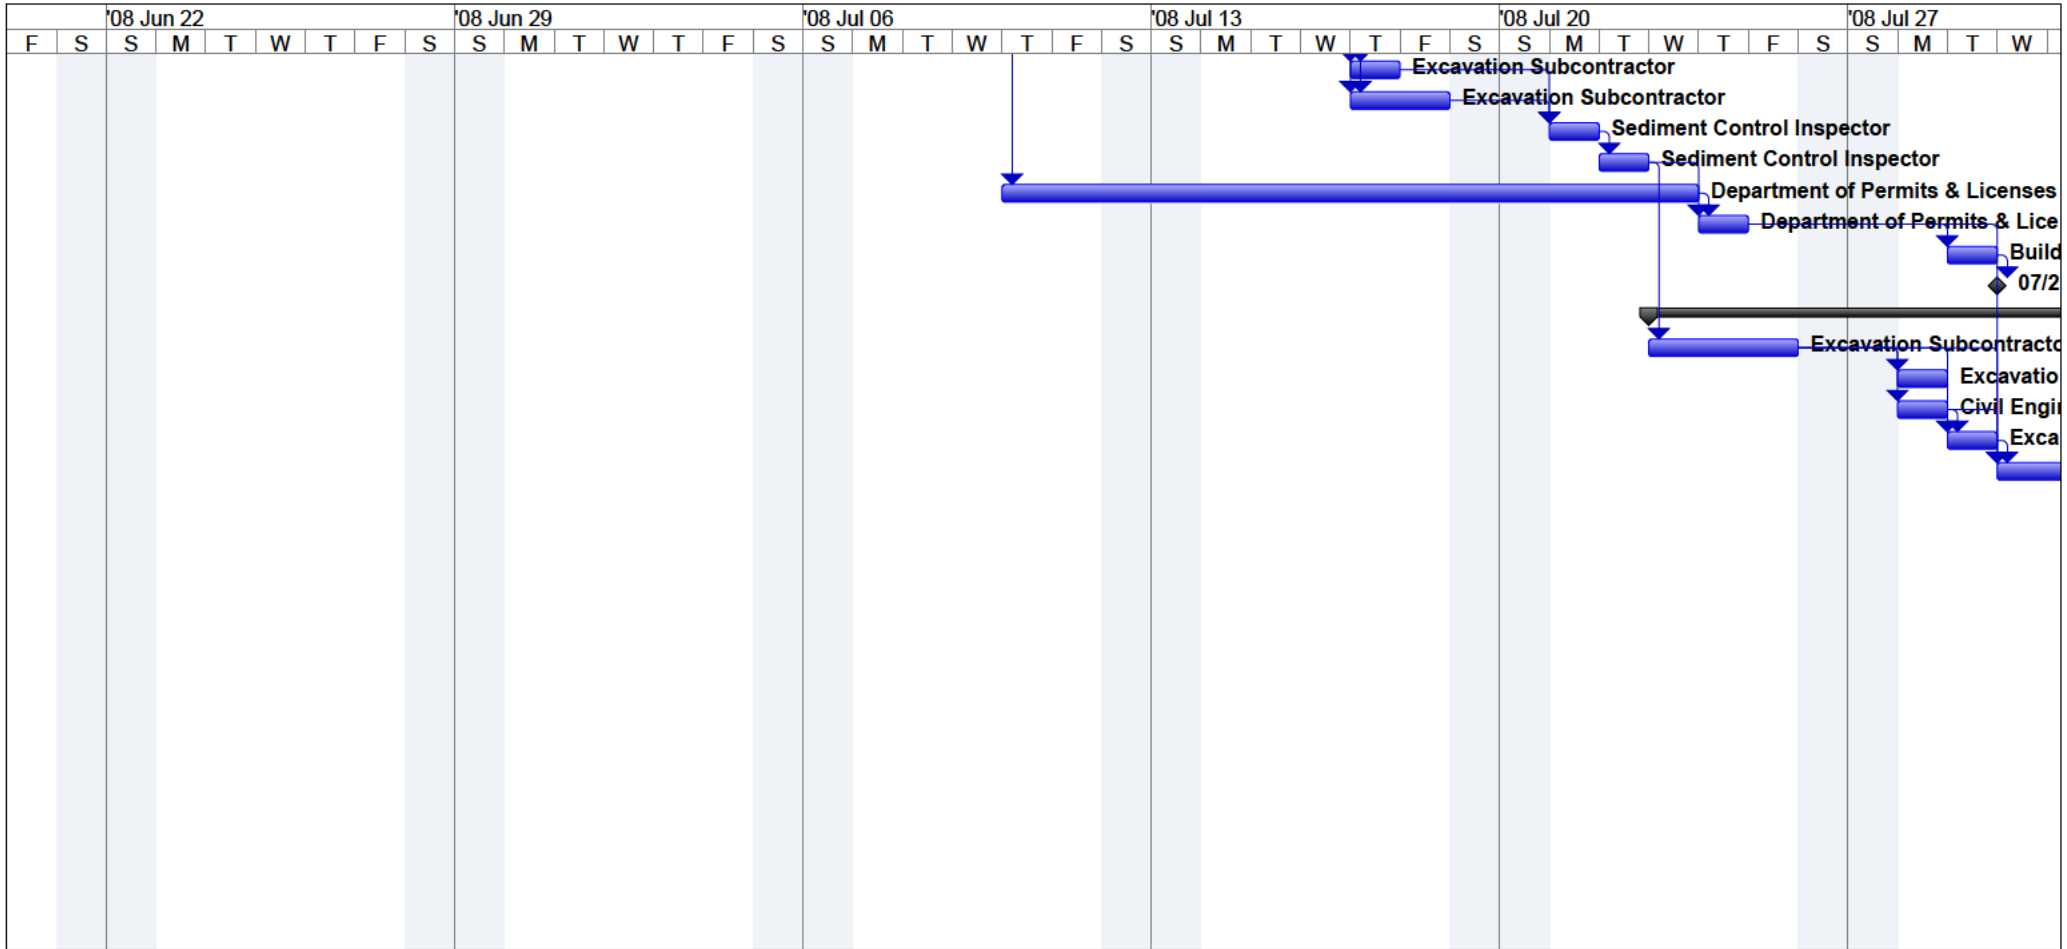 '08 Jun 22 '08 Jun 29 '08 Jul 06 '08 Jul 13 '08 Jul 20 '08 Jul 27
F S S M T W T F S S M T W T F S S M T W T F S S M T W T F S S M T W T F S S M T W
Excavation Subcontractor
Excavation Subcontractor
Sediment Control Inspector
Sediment Control Inspector
Department of Permits & Licenses
Department of Permits & Lice
Build
07/2
Excavation Subcontracto
Excavatio
Civil Engin
Exca